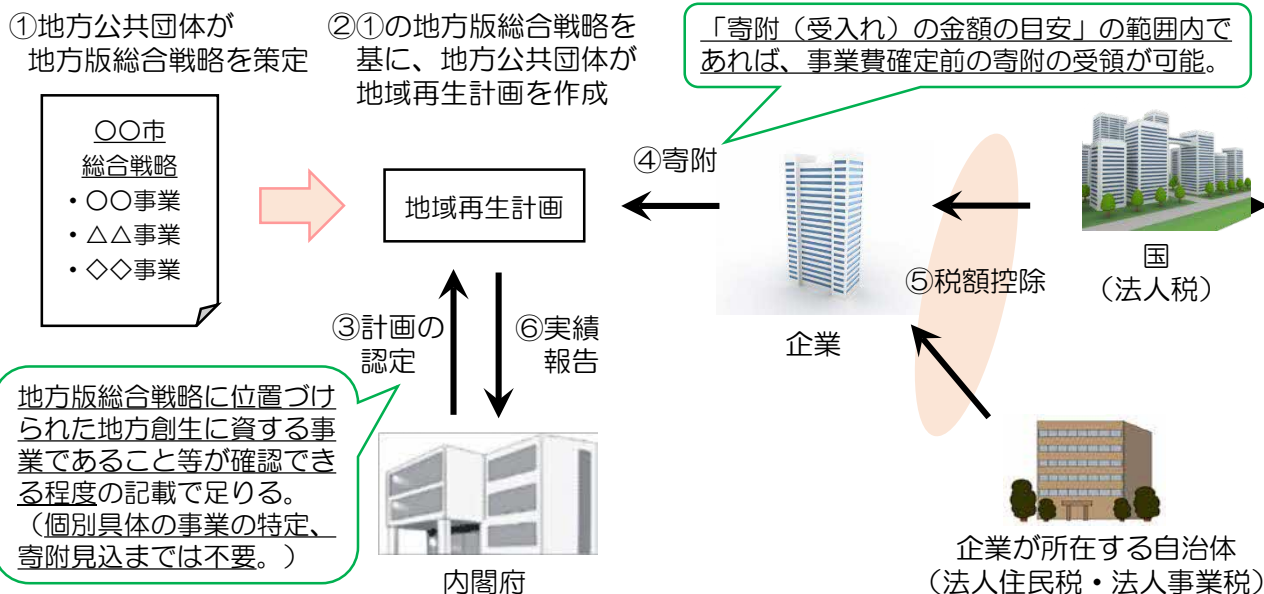 ①地方公共団体が
地方版総合戦略を策定
②①の地方版総合戦略を
基に、地方公共団体が
地域再生計画を作成
「寄附（受入れ）の金額の目安」の範囲内で
あれば、事業費確定前の寄附の受領が可能。
〇〇市
総合戦略
・〇〇事業
・△△事業
・◇◇事業
地域再生計画
④寄附
企業
⑤税額控除
国
（法人税）
③計画の
認定
⑥実績
報告
地方版総合戦略に位置づけ
られた地方創生に資する事
業であること等が確認でき
る程度の記載で足りる。
（個別具体の事業の特定、
寄附見込までは不要。）
内閣府
企業が所在する自治体
（法人住民税・法人事業税）